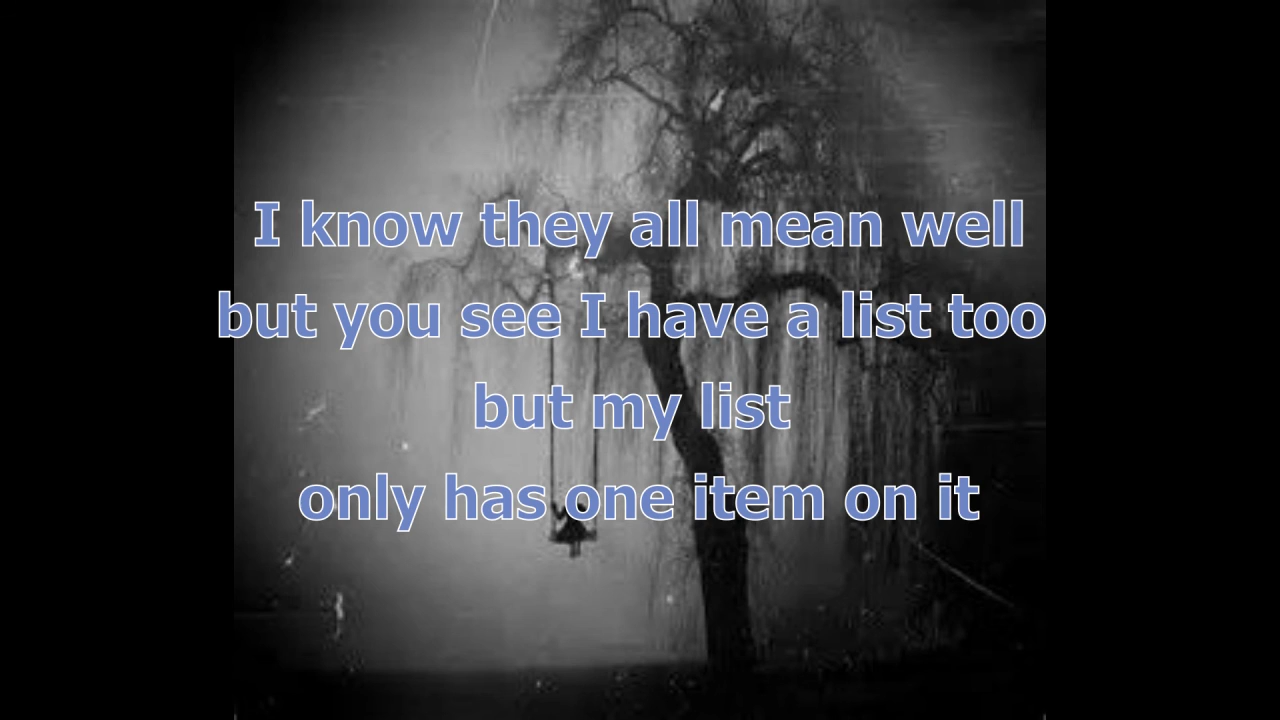 I know they all mean well
but you see I have a list too
but my list
only has one item on it